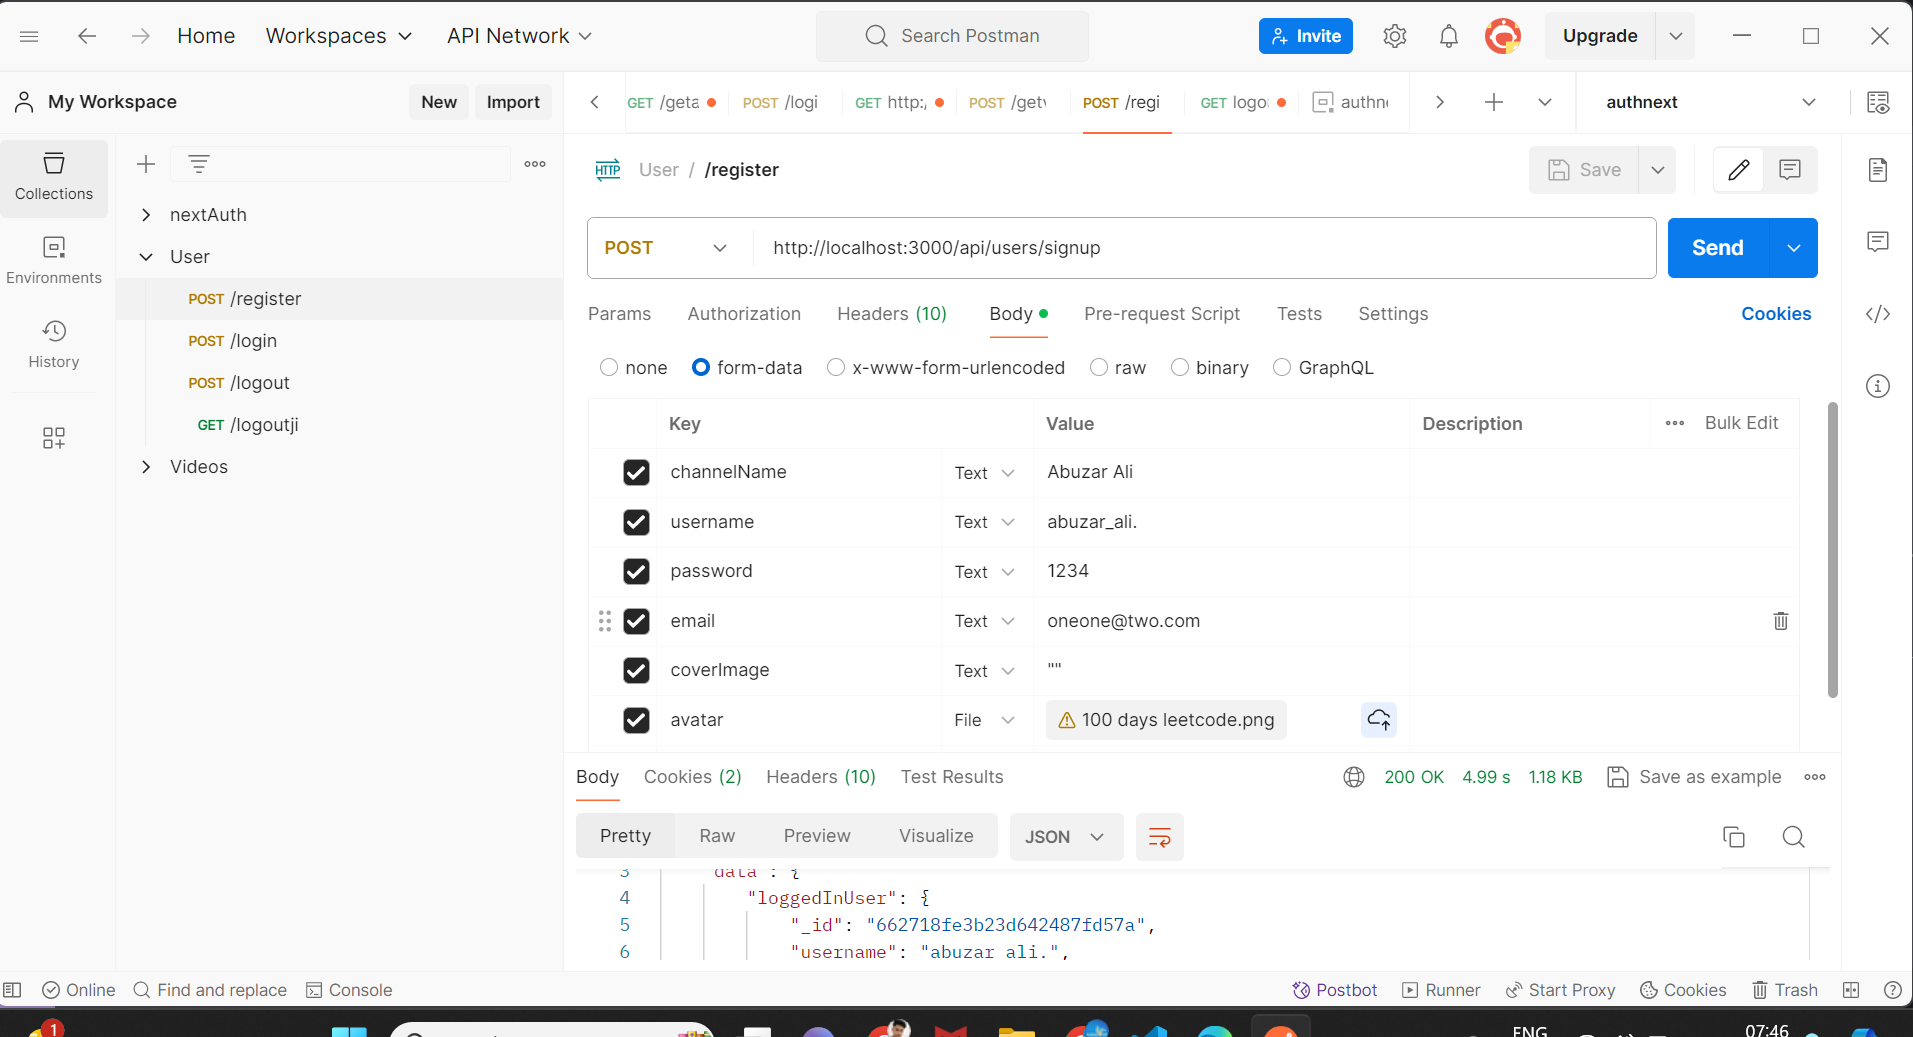 Home Workspaces API Network Search Postman Invite Upgrade
My Workspace New Import GET /geta POST /logi GET http:/ POST /getv POST /regi GET logo authne authnext
Collections
HTTP User / /register Save
nextAuth
Environments
User
POST http://localhost:3000/api/users/signup Send
POST /register
Params Authorization Headers (10) Body Pre-request Script Tests Settings Cookies
POST /login
History
none form-data x-www-form-urlencoded raw binary GraphQL
POST /logout
GET /logoutji
Key Value Description Bulk Edit
Videos
channelName Text Abuzar Ali
username Text abuzar_ali.
password Text 1234
email Text oneone@two.com
coverImage Text ""
avatar File 100 days leetcode.png
Body Cookies (2) Headers (10) Test Results 200 OK 4.99 s 1.18 KB Save as example
Pretty Raw Preview Visualize JSON
3 data : {
4 "loggedInUser": {
5 "_id": "662718fe3b23d642487fd57a",
6 "username": "abuzar ali.",
Online Find and replace Console Postbot Runner Start Proxy Cookies Trash
1 ENG 07:46